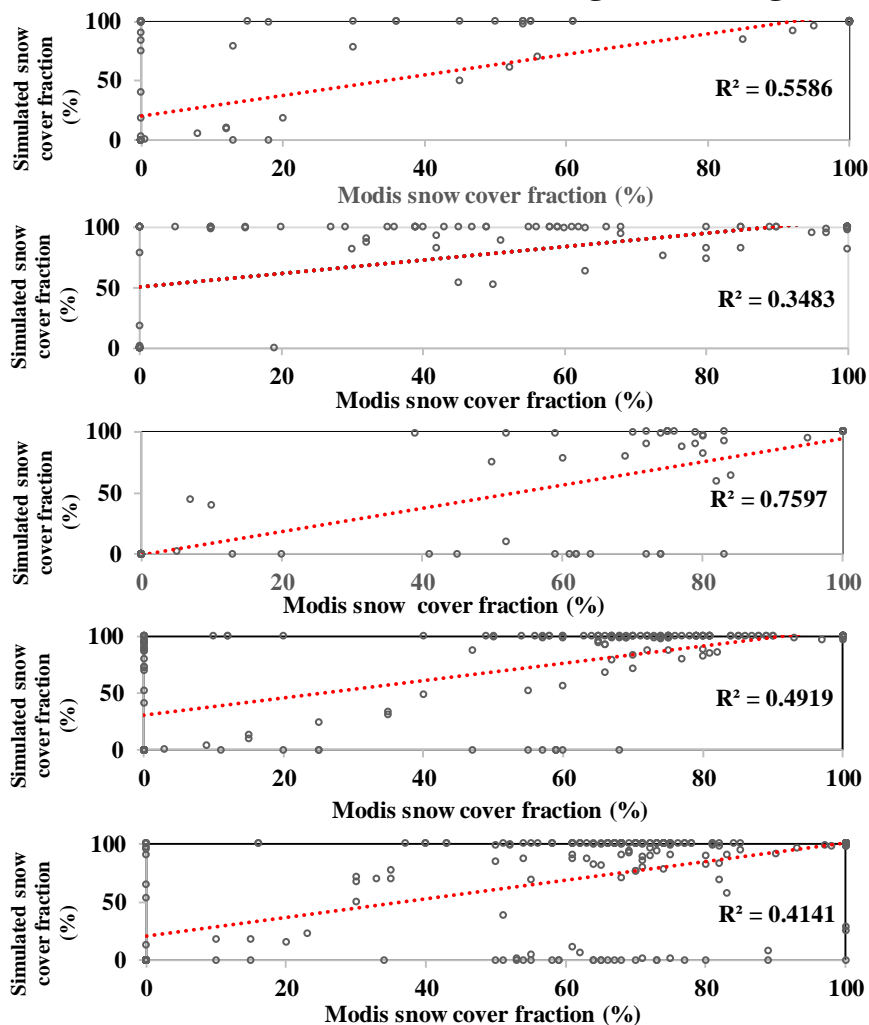 Simulated snow
cover fraction
(%)
100
50
0
R² = 0.5586
0 20 40 60 80 100
Modis snow cover fraction (%)
Simulated snow
cover fraction
(%)
100
50
0
R² = 0.3483
0 20 40 60 80 100
Modis snow cover fraction (%)
Simulated snow
cover fraction
(%)
100
50
0
R² = 0.7597
0 20 40 60 80 100
Modis snow cover fraction (%)
Simulated snow
cover fraction
(%)
100
50
0
R² = 0.4919
0 20 40 60 80 100
Modis snow cover fraction (%)
Simulated snow
cover fraction
(%)
100
50
0
R² = 0.4141
0 20 40 60 80 100
Modis snow cover fraction (%)